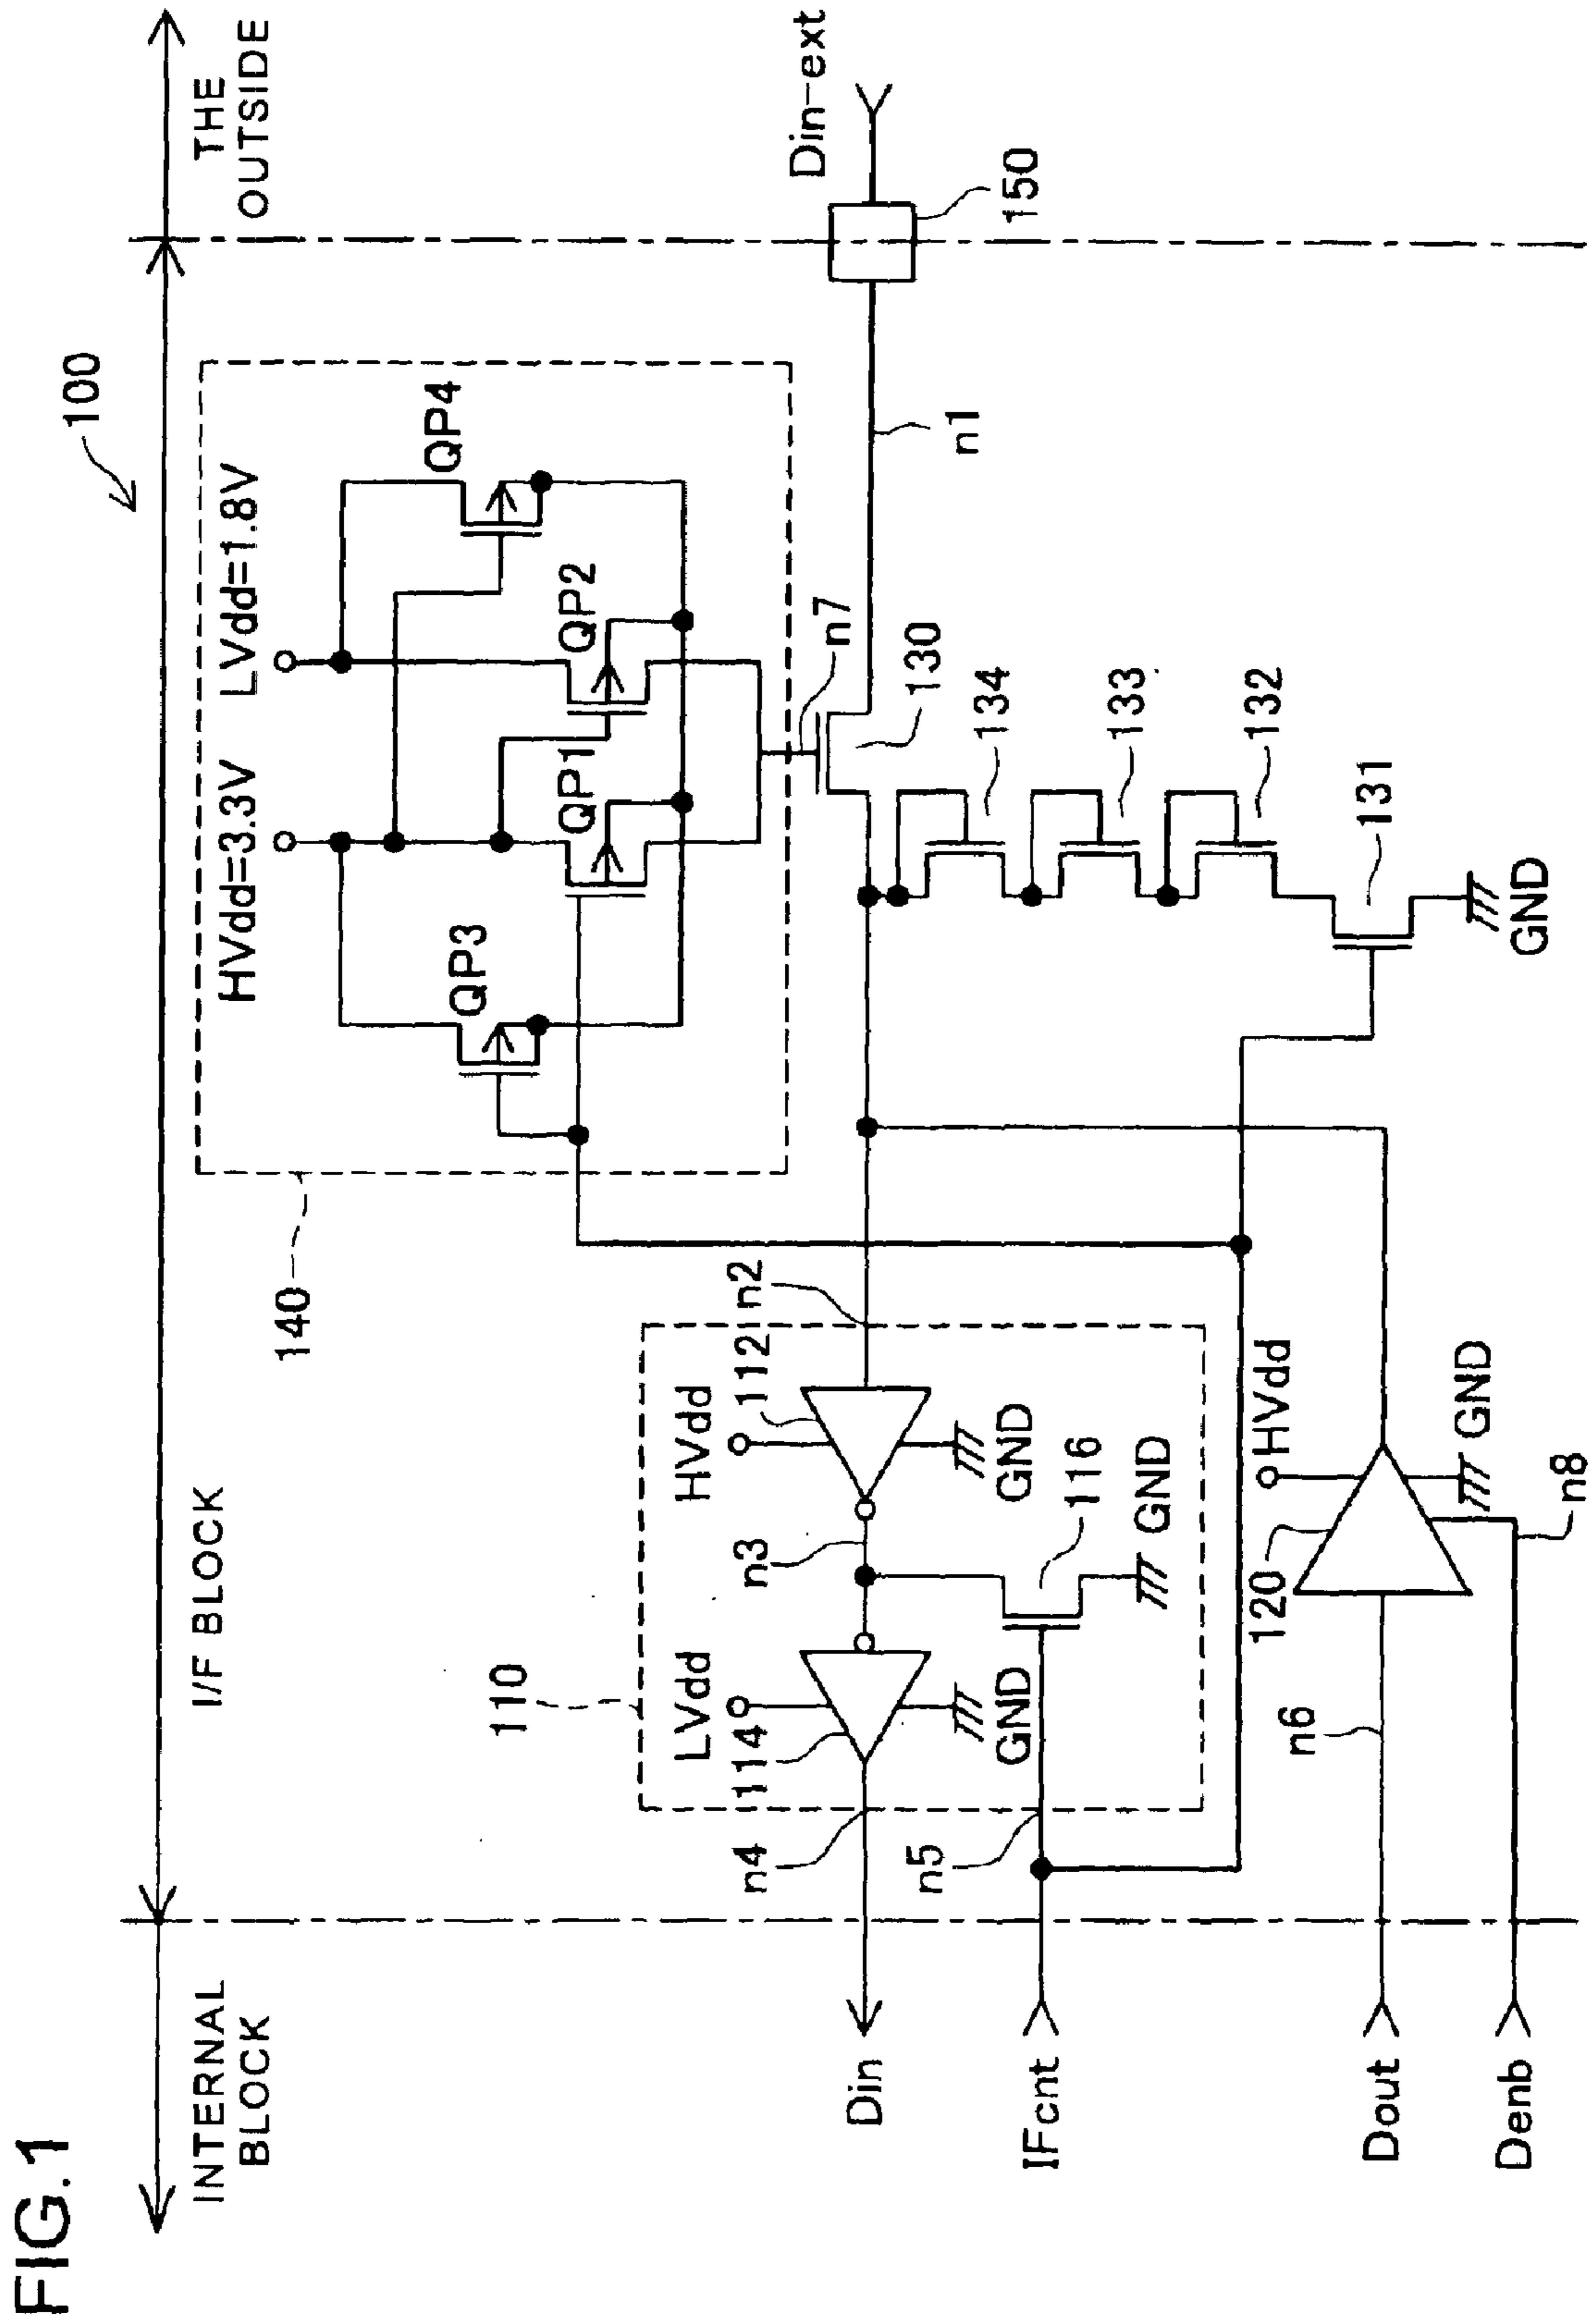 FIG.1
INTERNAL
BLOCK
I/F BLOCK
100
THE
OUTSIDE
140
HVdd=3.3V
LVdd=1.8V
QP3
QP1
QP2
QP4
n7
130
n1
Din-ext
150
134
133
132
131
GND
110
LVdd
114
GND
HVdd
112
GND
n2
n3
116
GND
n4
n5
Din
IFcnt
n6
120
HVdd
GND
n8
Dout
Denb